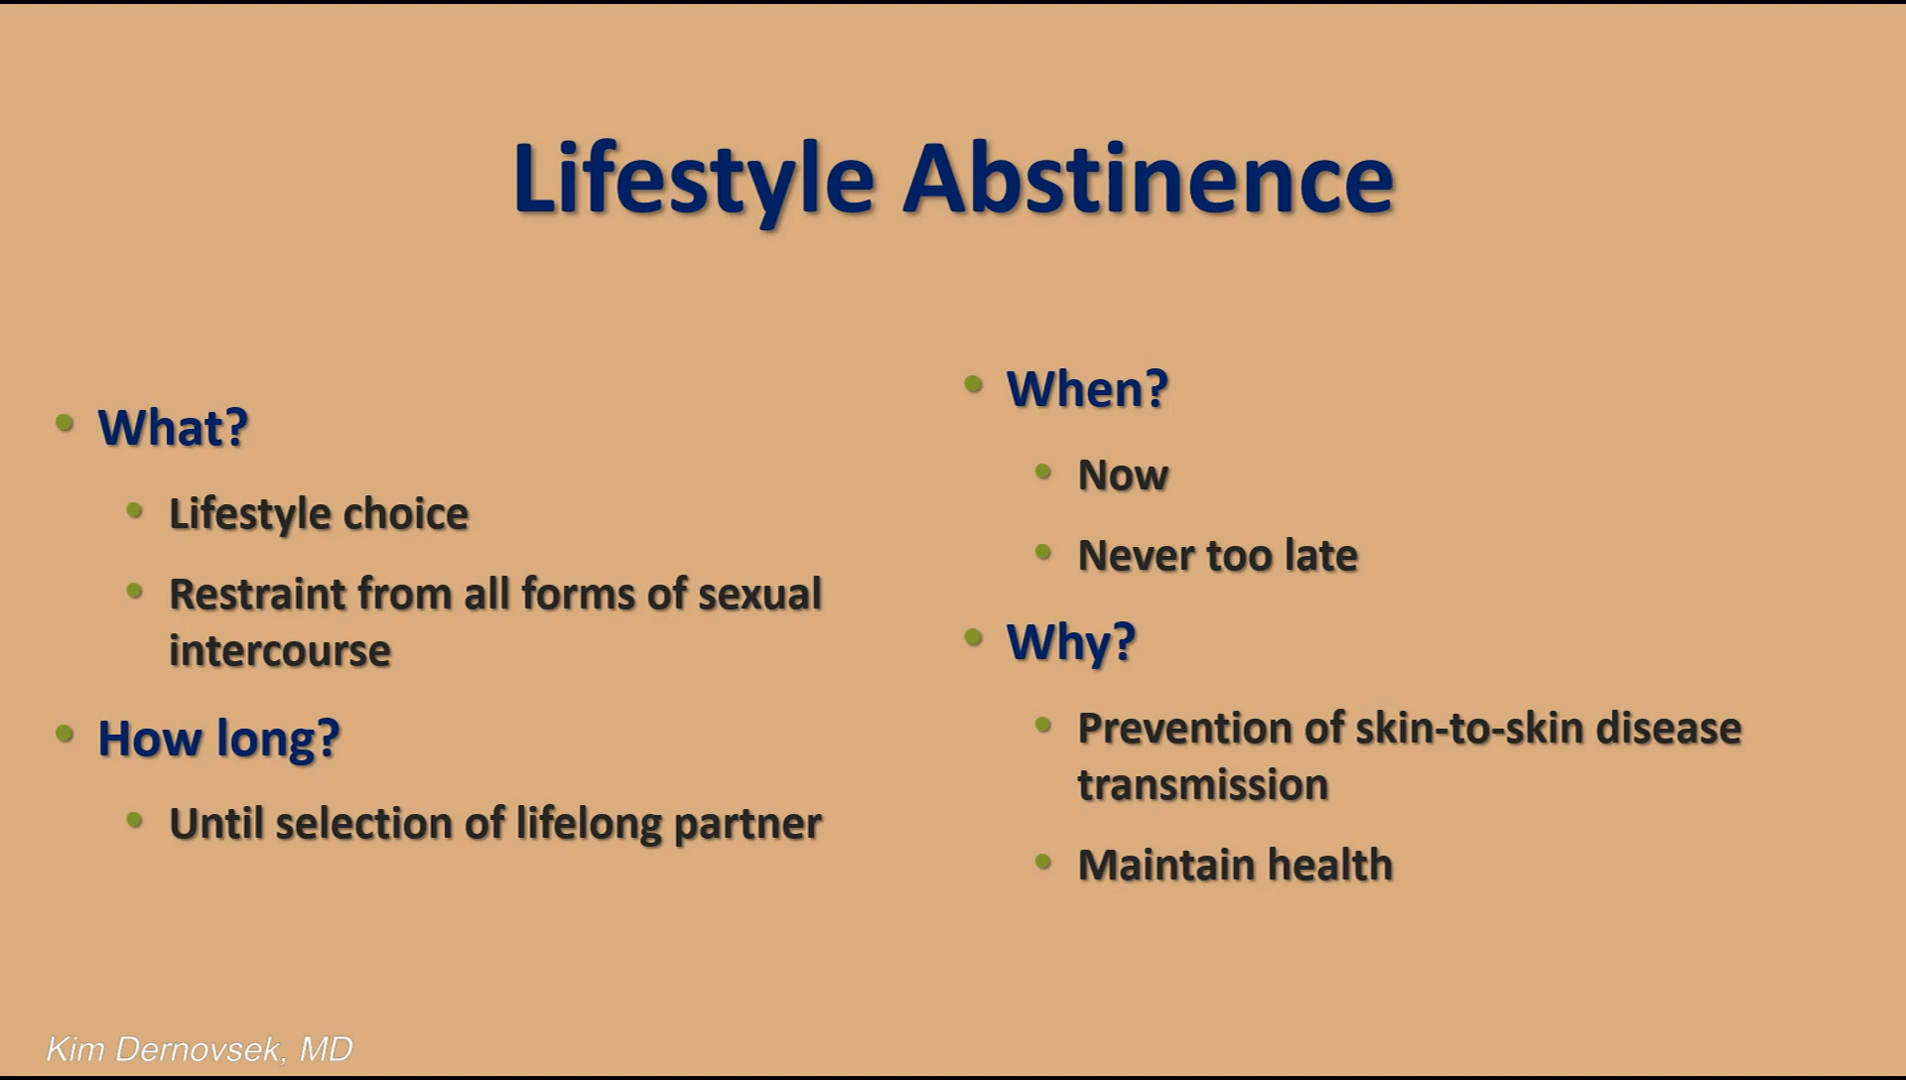 Lifestyle Abstinence
• What?
• Lifestyle choice
• Restraint from all forms of sexual
intercourse
• How long?
• Until selection of lifelong partner
• When?
• Now
• Never too late
• Why?
• Prevention of skin-to-skin disease
transmission
• Maintain health
Kim Dernovsek, MD